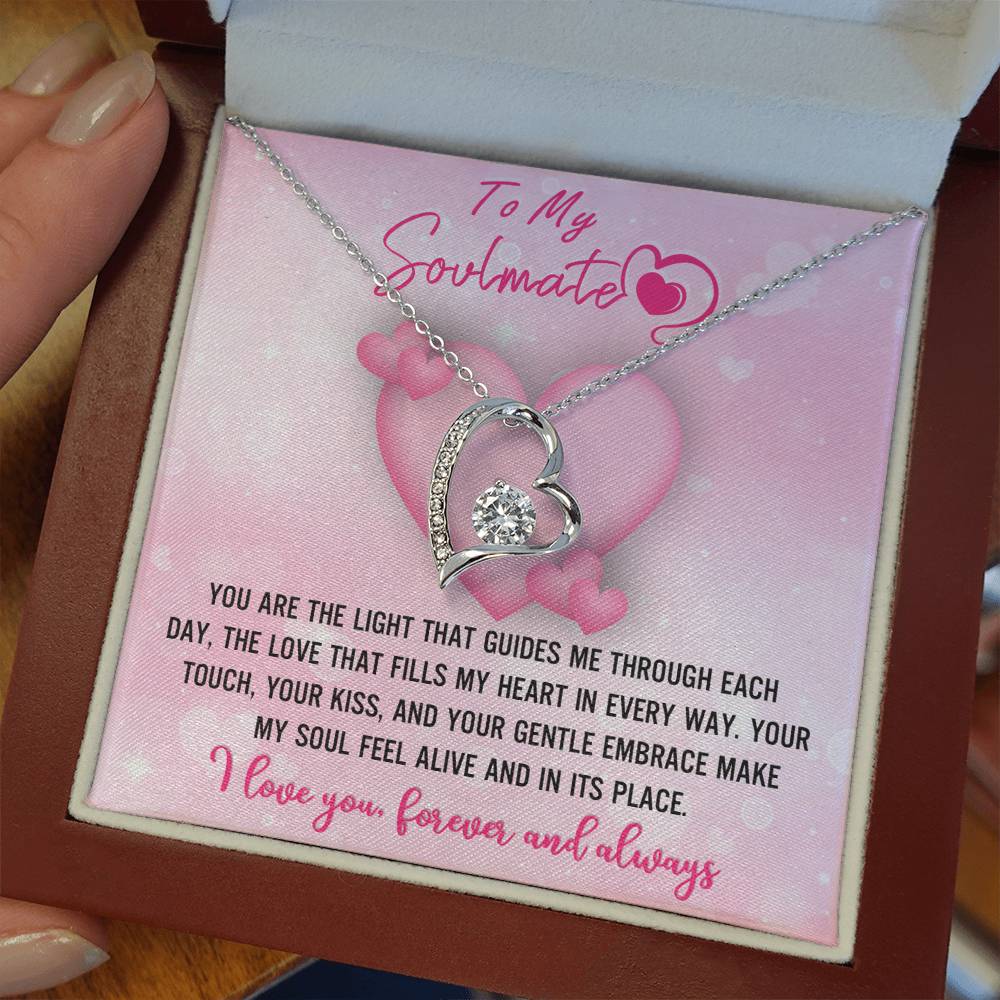 To My
Soulmate
YOU ARE THE LIGHT THAT GUIDES ME THROUGH EACH
DAY, THE LOVE THAT FILLS MY HEART IN EVERY WAY. YOUR
TOUCH, YOUR KISS, AND YOUR GENTLE EMBRACE MAKE
MY SOUL FEEL ALIVE AND IN ITS PLACE.
I love you, forever and always